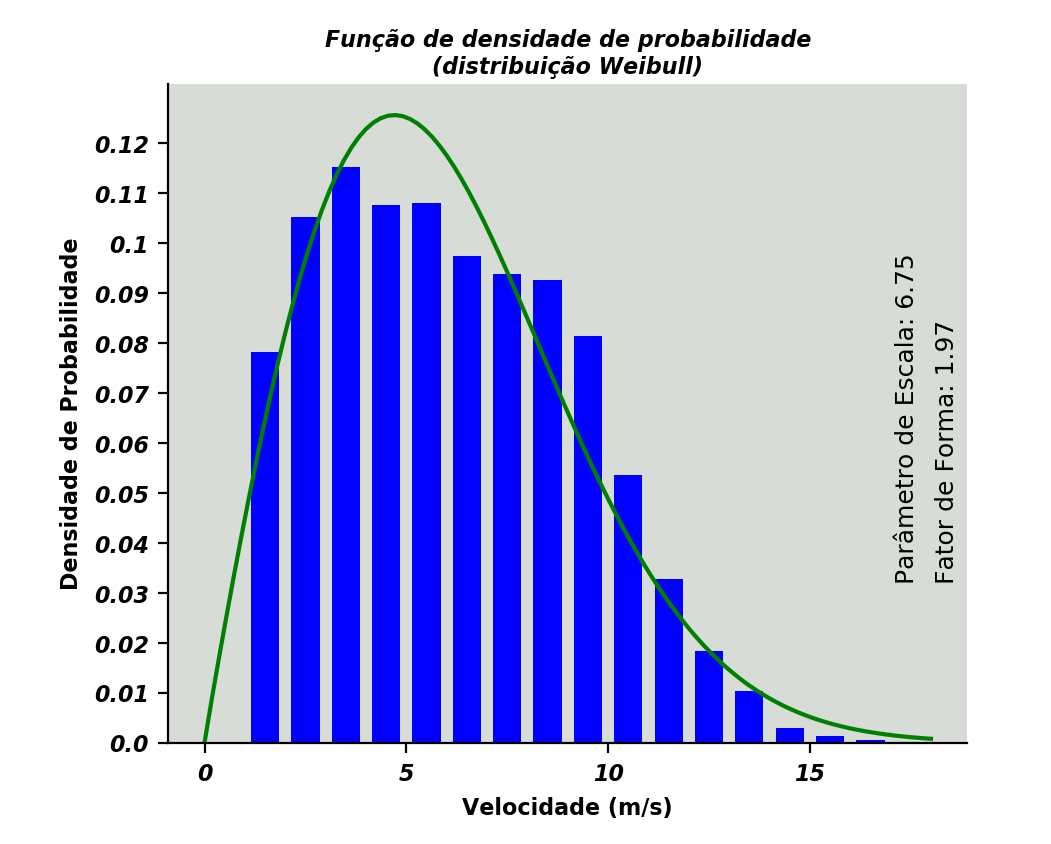 Função de densidade de probabilidade
(distribuição Weibull)
Densidade de Probabilidade
0.12
0.11
0.1
0.09
0.08
0.07
0.06
0.05
0.04
0.03
0.02
0.01
0.0
0 5 10 15
Velocidade (m/s)
Parâmetro de Escala: 6.75
Fator de Forma: 1.97